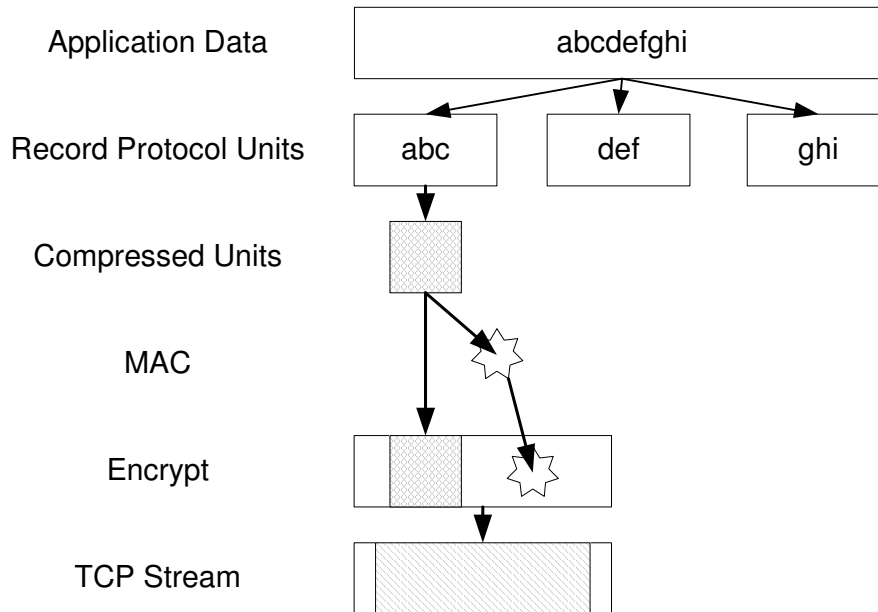 Application Data
abcdefghi
Record Protocol Units
abc
def
ghi
Compressed Units
MAC
Encrypt
TCP Stream